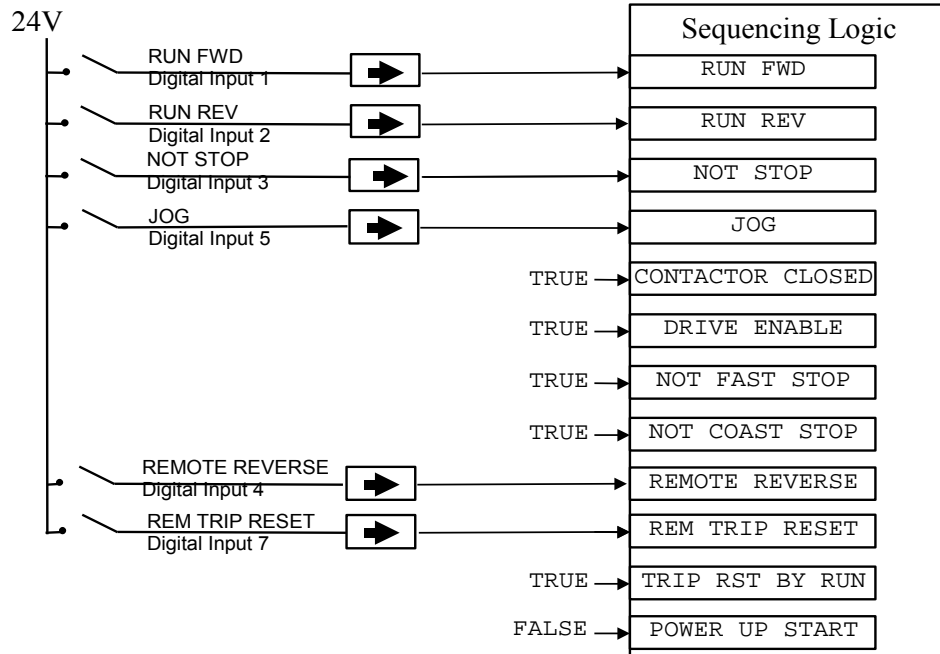 24V
Sequencing Logic
RUN FWD
Digital Input 1
RUN FWD
RUN REV
Digital Input 2
RUN REV
NOT STOP
Digital Input 3
NOT STOP
JOG
Digital Input 5
JOG
TRUE CONTACTOR CLOSED
TRUE DRIVE ENABLE
TRUE NOT FAST STOP
TRUE NOT COAST STOP
REMOTE REVERSE
Digital Input 4
REMOTE REVERSE
REM TRIP RESET
Digital Input 7
REM TRIP RESET
TRUE TRIP RST BY RUN
FALSE POWER UP START